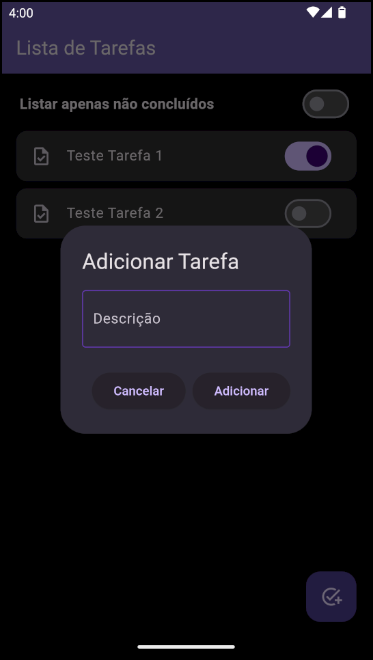 4:00
Lista de Tarefas
Listar apenas não concluídos
Teste Tarefa 1
Teste Tarefa 2
Adicionar Tarefa
Descrição
Cancelar Adicionar